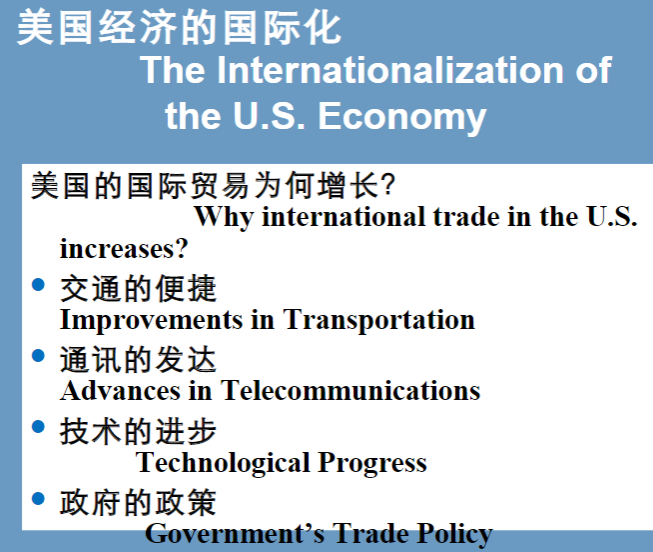 美国经济的国际化
The Internationalization of
the U.S. Economy
美国的国际贸易为何增长?
Why international trade in the U.S.
increases?
交通的便捷
Improvements in Transportation
通讯的发达
Advances in Telecommunications
技术的进步
Technological Progress
政府的政策
Government’s Trade Policy